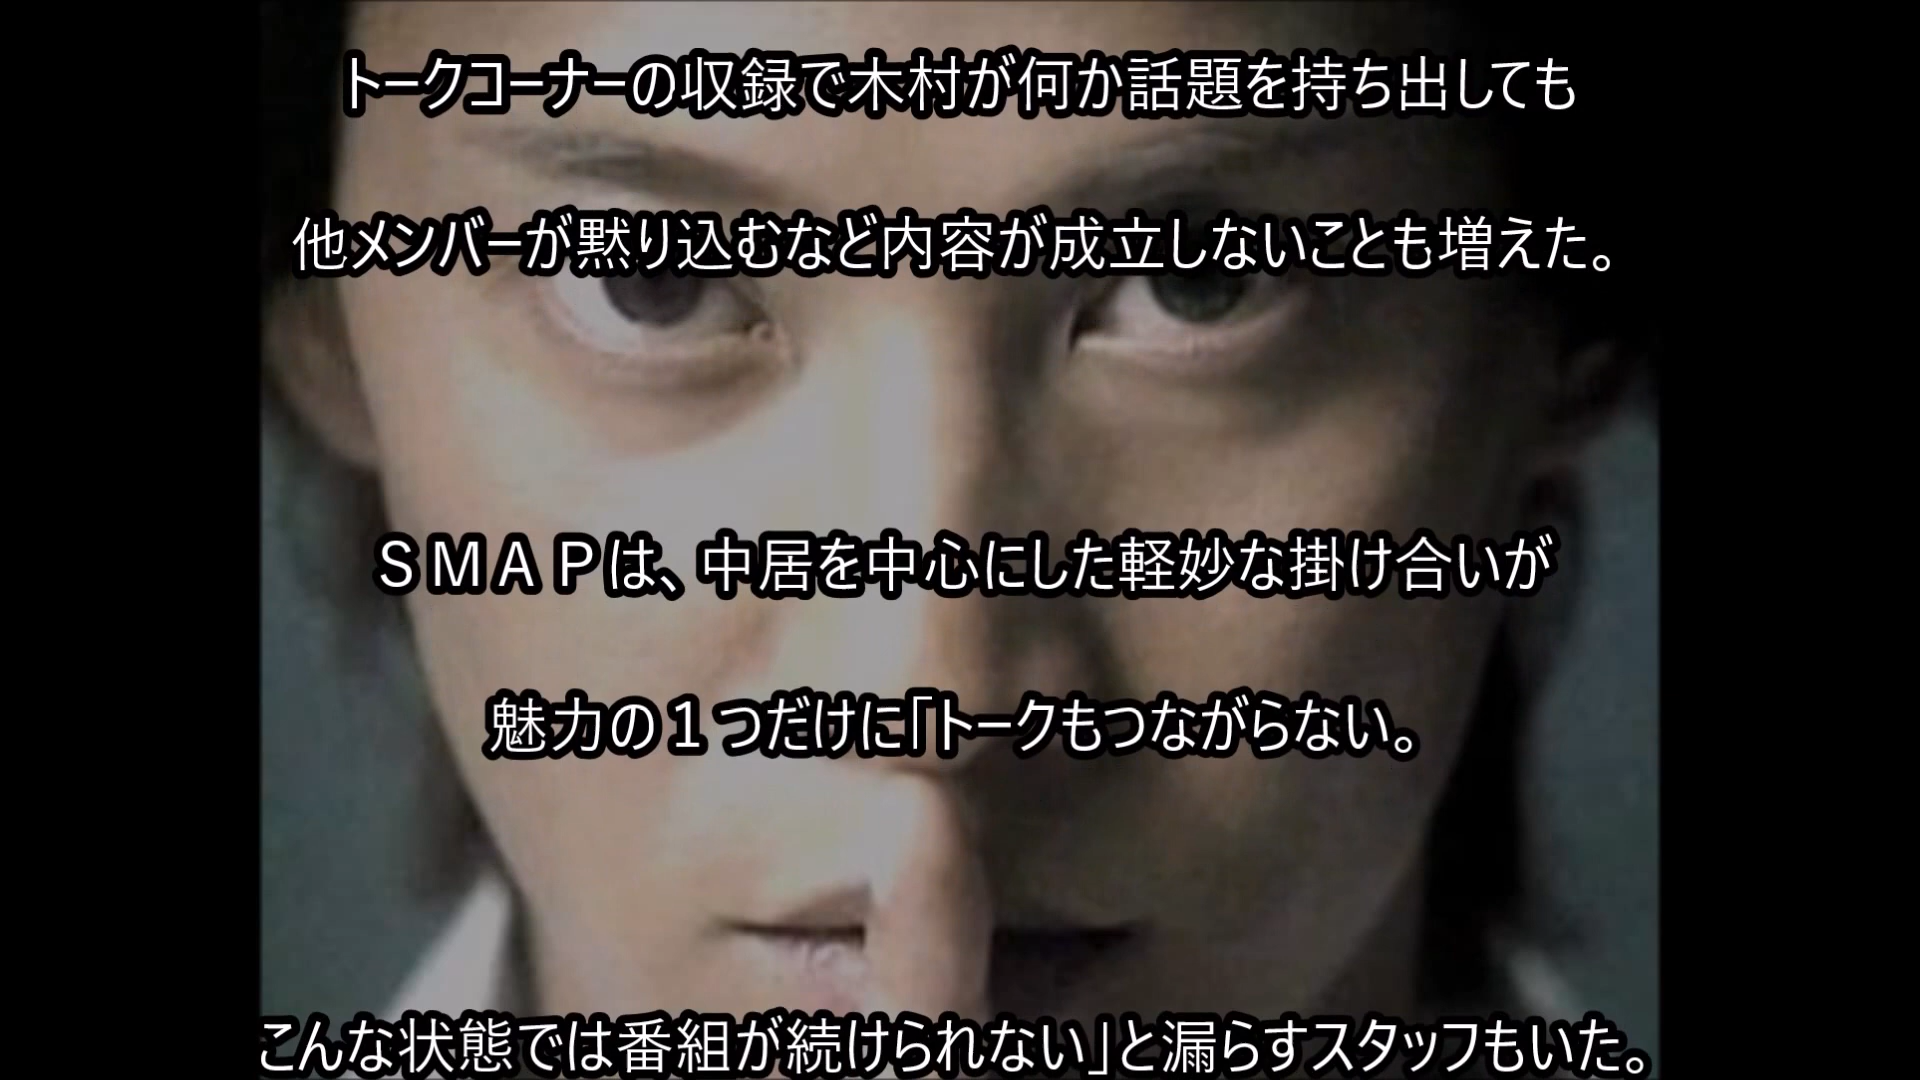 トークコーナーの収録で木村が何か話題を持ち出しても
他メンバーが黙り込むなど内容が成立しないことも増えた。
ＳＭＡＰは、中居を中心にした軽妙な掛け合いが
魅力の１つだけに「トークもつながらない。
こんな状態では番組が続けられない」と漏らすスタッフもいた。